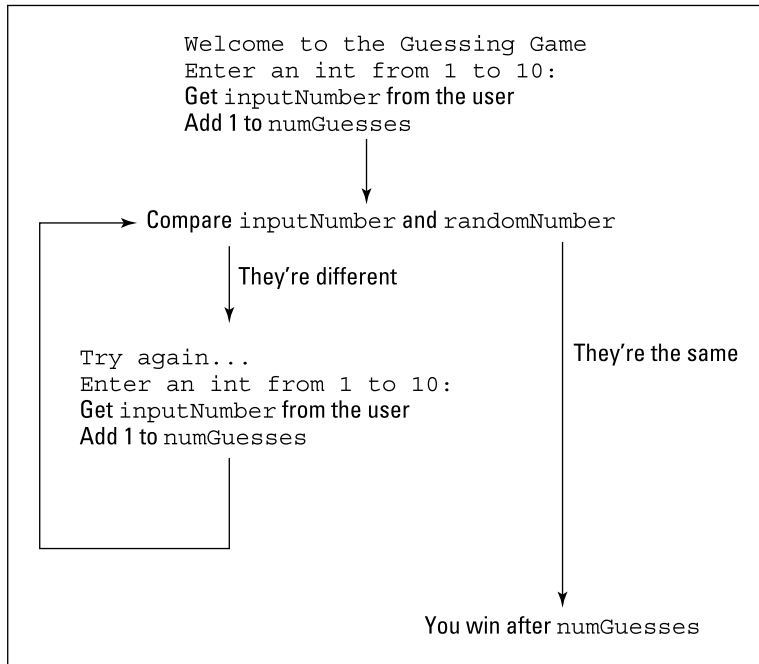 Welcome to the Guessing Game
Enter an int from 1 to 10:
Get inputNumber from the user
Add 1 to numGuesses
Compare inputNumber and randomNumber
They're different
They're the same
Try again...
Enter an int from 1 to 10:
Get inputNumber from the user
Add 1 to numGuesses
You win after numGuesses